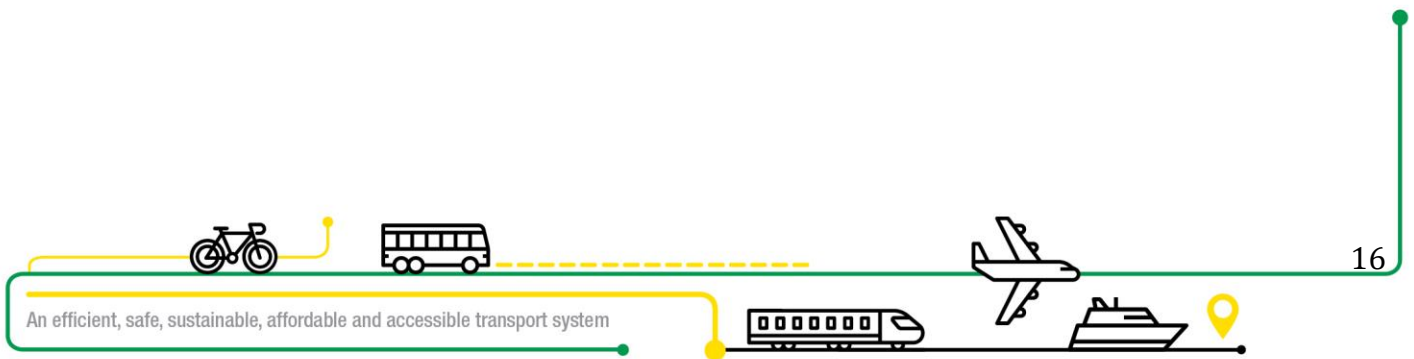 16
An efficient, safe, sustainable, affordable and accessible transport system